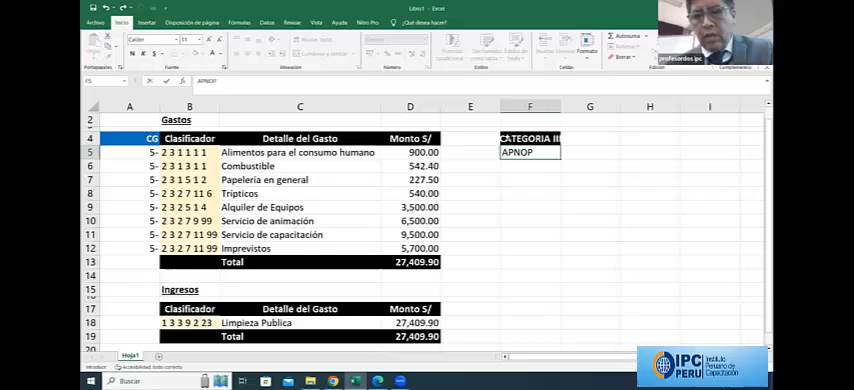 Libro1 - Excel
Archivo Inicio Insertar Disposición de página Fórmulas Datos Revisar Vista Ayuda Nitro Pro ¿Qué desea hacer?
Calibri 11
Autosuma
Rellenar
Borrar
Portapapeles Fuente Alineación Número Estilos Celdas
profesordos ipc
F5 APNOP
A B C D E F G H I
2 Gastos
4 CG Clasificador Detalle del Gasto Monto S/ CATEGORIA III
5 5- 2 3 1 1 1 1 Alimentos para el consumo humano 900.00 APNOP
6 5- 2 3 1 3 1 1 Combustible 542.40
7 5- 2 3 1 5 1 2 Papelería en general 227.50
8 5- 2 3 2 7 11 6 Trípticos 540.00
9 5- 2 3 2 5 1 4 Alquiler de Equipos 3,500.00
10 5- 2 3 2 7 9 99 Servicio de animación 6,500.00
11 5- 2 3 2 7 11 99 Servicio de capacitación 9,500.00
12 5- 2 3 2 7 11 99 Imprevistos 5,700.00
13 Total 27,409.90
14
15 Ingresos
17 Clasificador Detalle del Gasto Monto S/
18 1 3 3 9 2 23 Limpieza Publica 27,409.90
19 Total 27,409.90
20
Hoja1
Introducir Accesibilidad: todo correcto
Buscar
IPC PERU Instituto Peruano de Capacitación